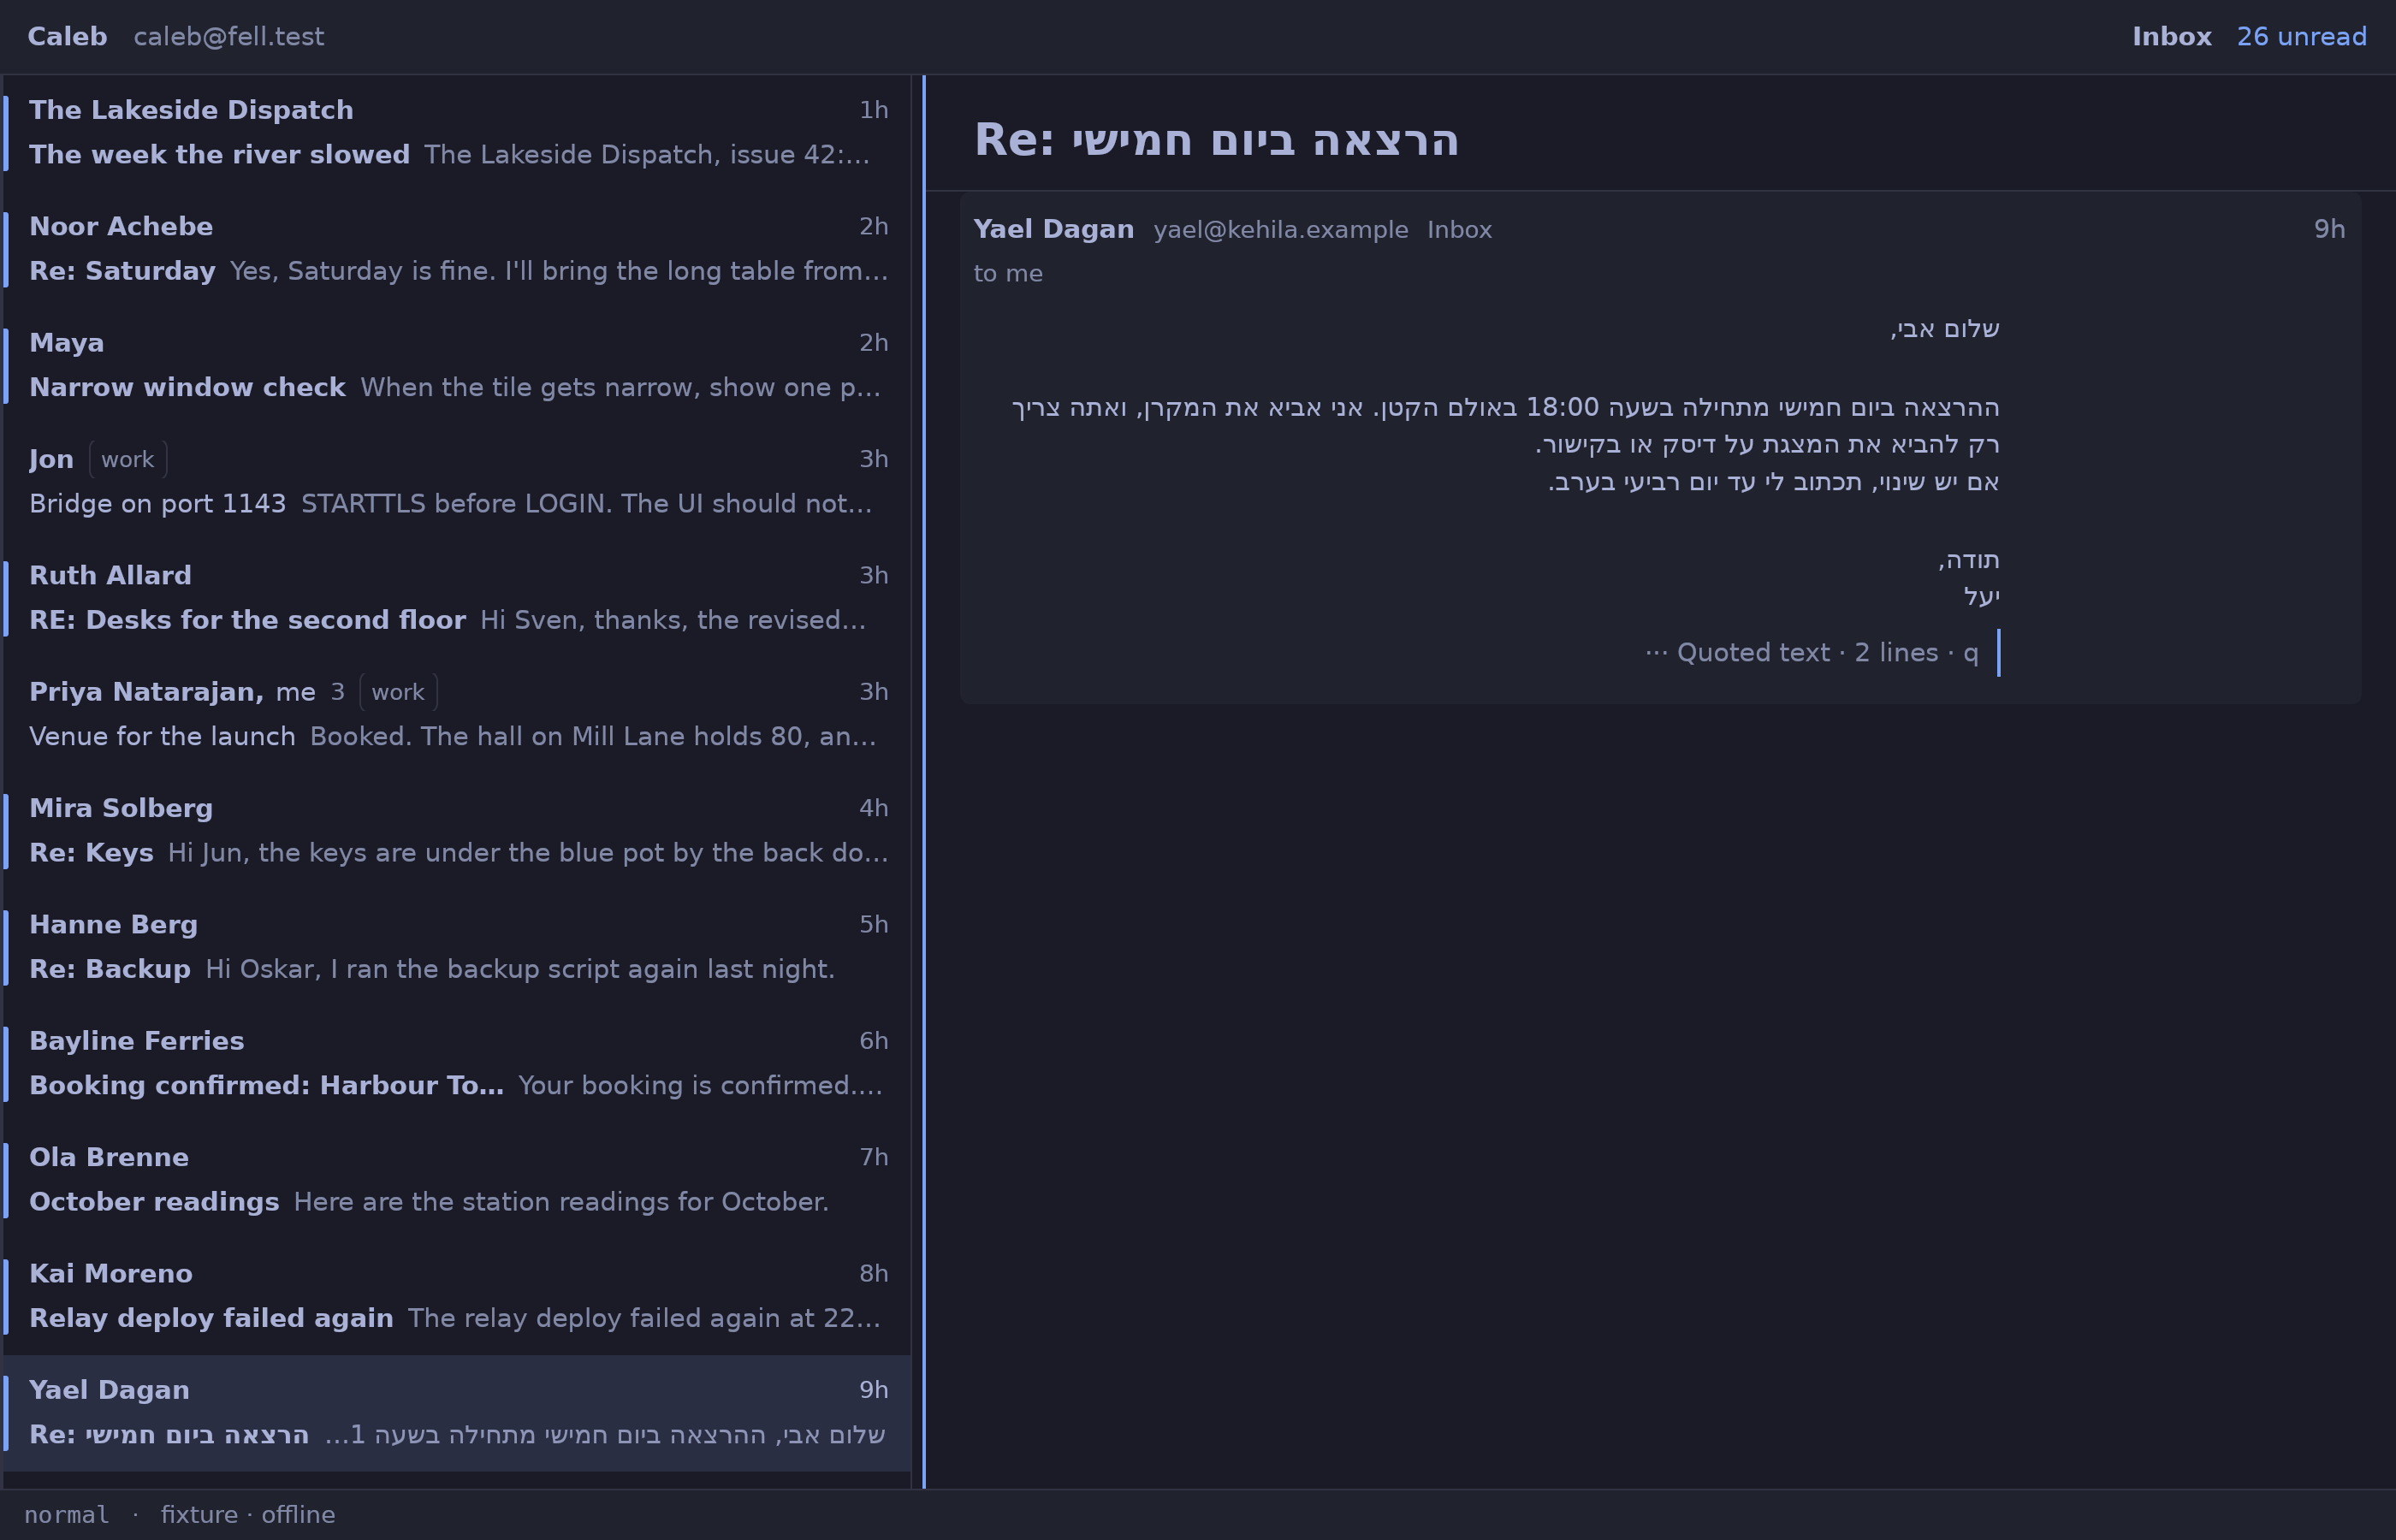 Caleb caleb@fell.test
Inbox 26 unread
The Lakeside Dispatch 1h
The week the river slowed The Lakeside Dispatch, issue 42:...
Noor Achebe 2h
Re: Saturday Yes, Saturday is fine. I'll bring the long table from...
Maya 2h
Narrow window check When the tile gets narrow, show one p...
Jon work 3h
Bridge on port 1143 STARTTLS before LOGIN. The UI should not...
Ruth Allard 3h
RE: Desks for the second floor Hi Sven, thanks, the revised...
Priya Natarajan, me 3 work 3h
Venue for the launch Booked. The hall on Mill Lane holds 80, an...
Mira Solberg 4h
Re: Keys Hi Jun, the keys are under the blue pot by the back do...
Hanne Berg 5h
Re: Backup Hi Oskar, I ran the backup script again last night.
Bayline Ferries 6h
Booking confirmed: Harbour To... Your booking is confirmed....
Ola Brenne 7h
October readings Here are the station readings for October.
Kai Moreno 8h
Relay deploy failed again The relay deploy failed again at 22...
Yael Dagan 9h
Re: הרצאה ביום חמישי שלום אבי, ההרצאה ביום חמישי מתחילה בשעה 1...
Re: הרצאה ביום חמישי
Yael Dagan yael@kehila.example Inbox 9h
to me
שלום אבי,
ההרצאה ביום חמישי מתחילה בשעה 18:00 באולם הקטן. אני אביא את המקרן, ואתה צריך
רק להביא את המצגת על דיסק או בקישור.
אם יש שינוי, תכתוב לי עד יום רביעי בערב.
תודה,
יעל
··· Quoted text · 2 lines · q
normal · fixture · offline